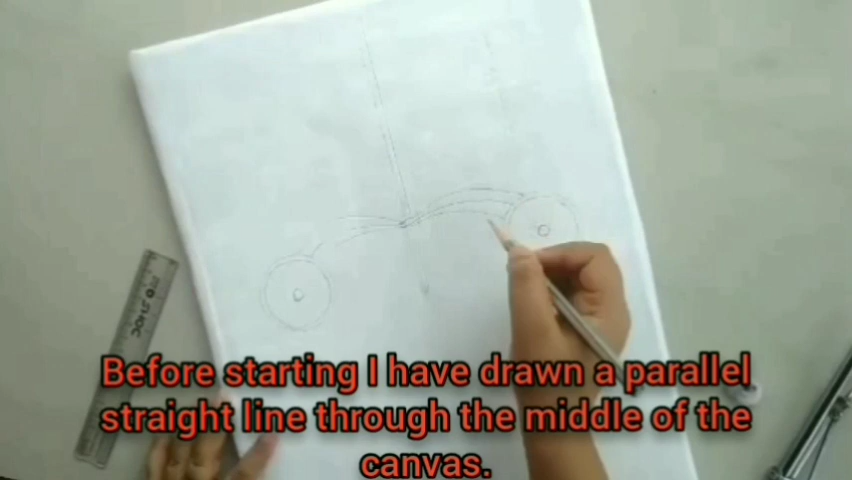 Before starting I have drawn a parallel
straight line through the middle of the
canvas.